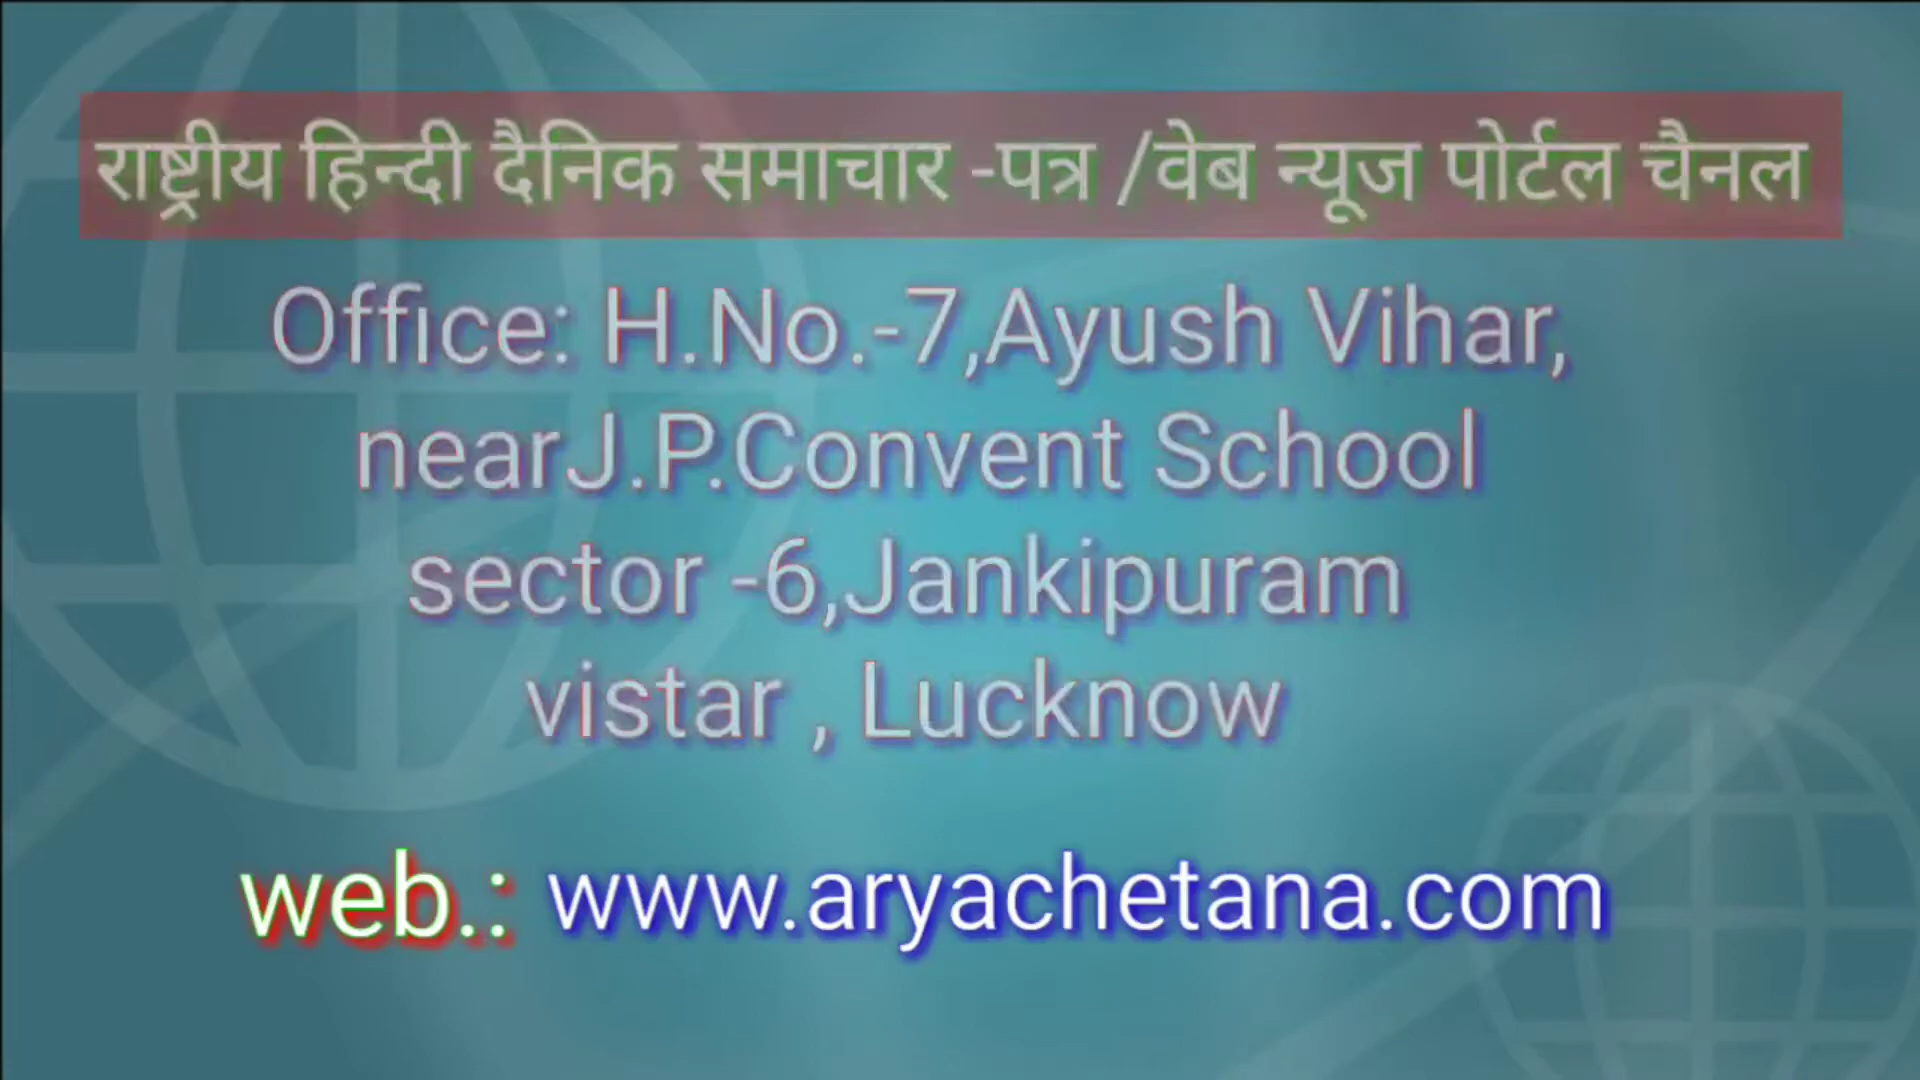 राष्ट्रीय हिन्दी दैनिक समाचार -पत्र /वेब न्यूज पोर्टल चैनल
Office: H.No.-7,Ayush Vihar,
nearJ.P.Convent School
sector -6,Jankipuram
vistar , Lucknow
web.: www.aryachetana.com